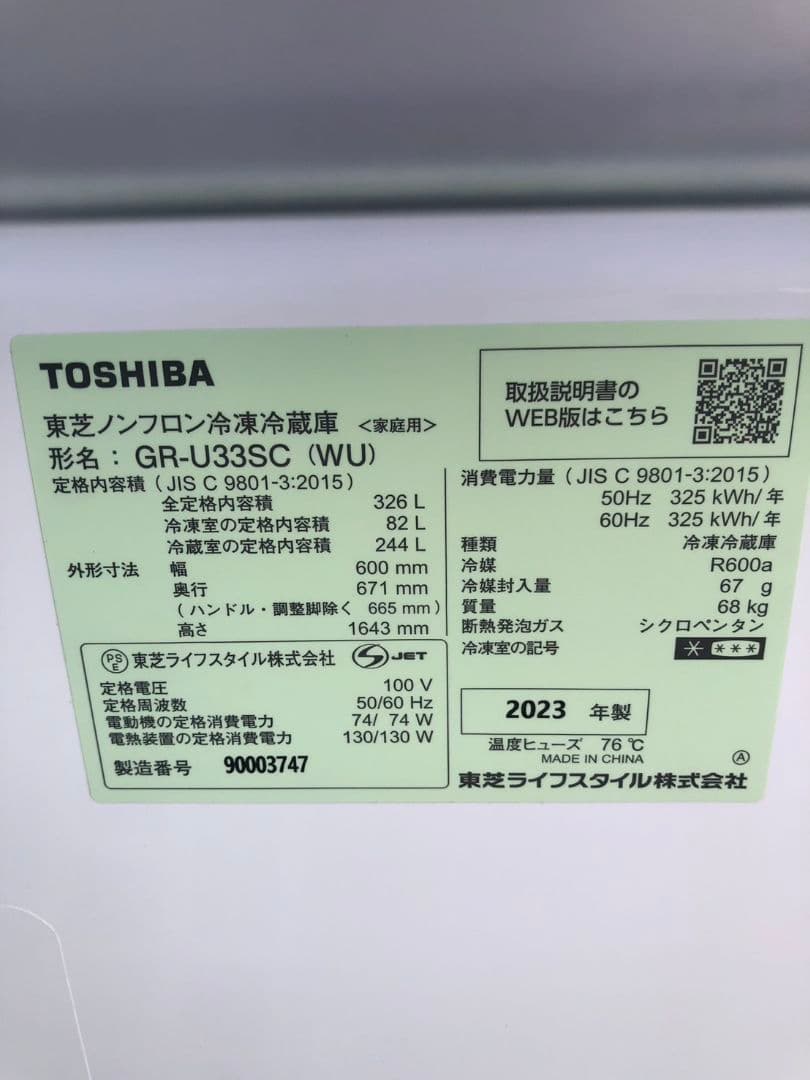 TOSHIBA
東芝ノンフロン冷凍冷蔵庫 <家庭用>
形名: GR-U33SC (WU)
取扱説明書の
WEB版はこちら
定格内容積 (JIS C 9801-3:2015)
全定格内容積 326 L
冷凍室の定格内容積 82 L
冷蔵室の定格内容積 244 L
外形寸法 幅 600 mm
奥行 671 mm
(ハンドル・調整脚除く 665 mm)
高さ 1643 mm
消費電力量 (JIS C 9801-3:2015)
50Hz 325 kWh/年
60Hz 325 kWh/年
種類 冷凍冷蔵庫
冷媒 R600a
冷媒封入量 67 g
質量 68 kg
断熱発泡ガス シクロペンタン
冷凍室の記号 * ***
PSE 東芝ライフスタイル株式会社 S JET
定格電圧 100 V
定格周波数 50/60 Hz
電動機の定格消費電力 74/ 74 W
電熱装置の定格消費電力 130/130 W
製造番号 90003747
2023 年製
温度ヒューズ 76℃
MADE IN CHINA
A
東芝ライフスタイル株式会社